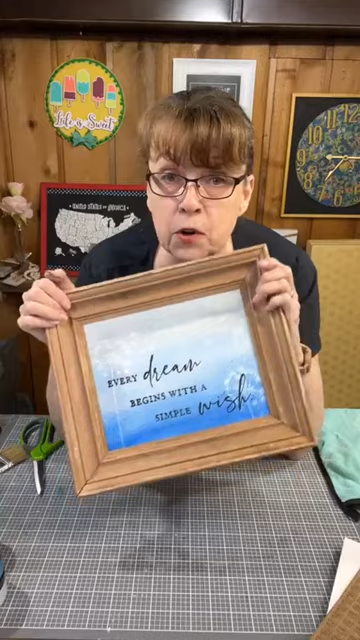 Life is Sweet
UNITED STATES OF AMERICA
EVERY dream
BEGINS WITH A
SIMPLE wish